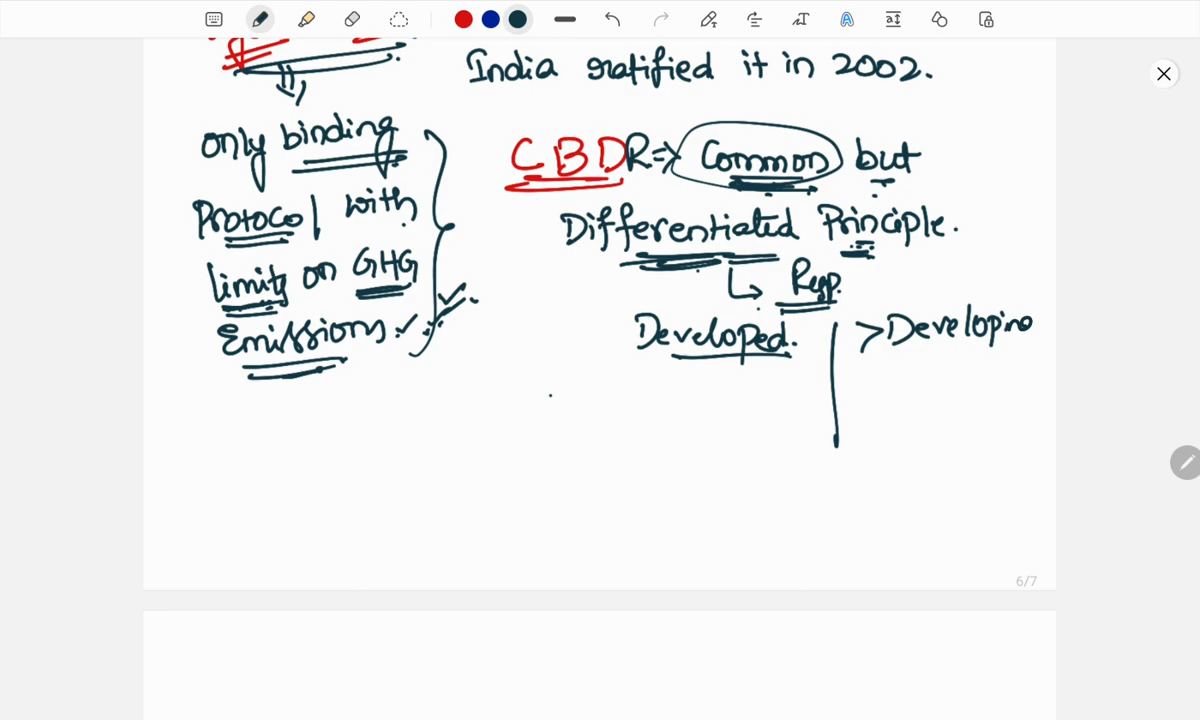 India ratified it in 2002.
only binding
Protocol with
limits on GHG
Emissions.
CBDR => Common but
Differentiated Principle.
Resp.
Developed. > Developing
6/7